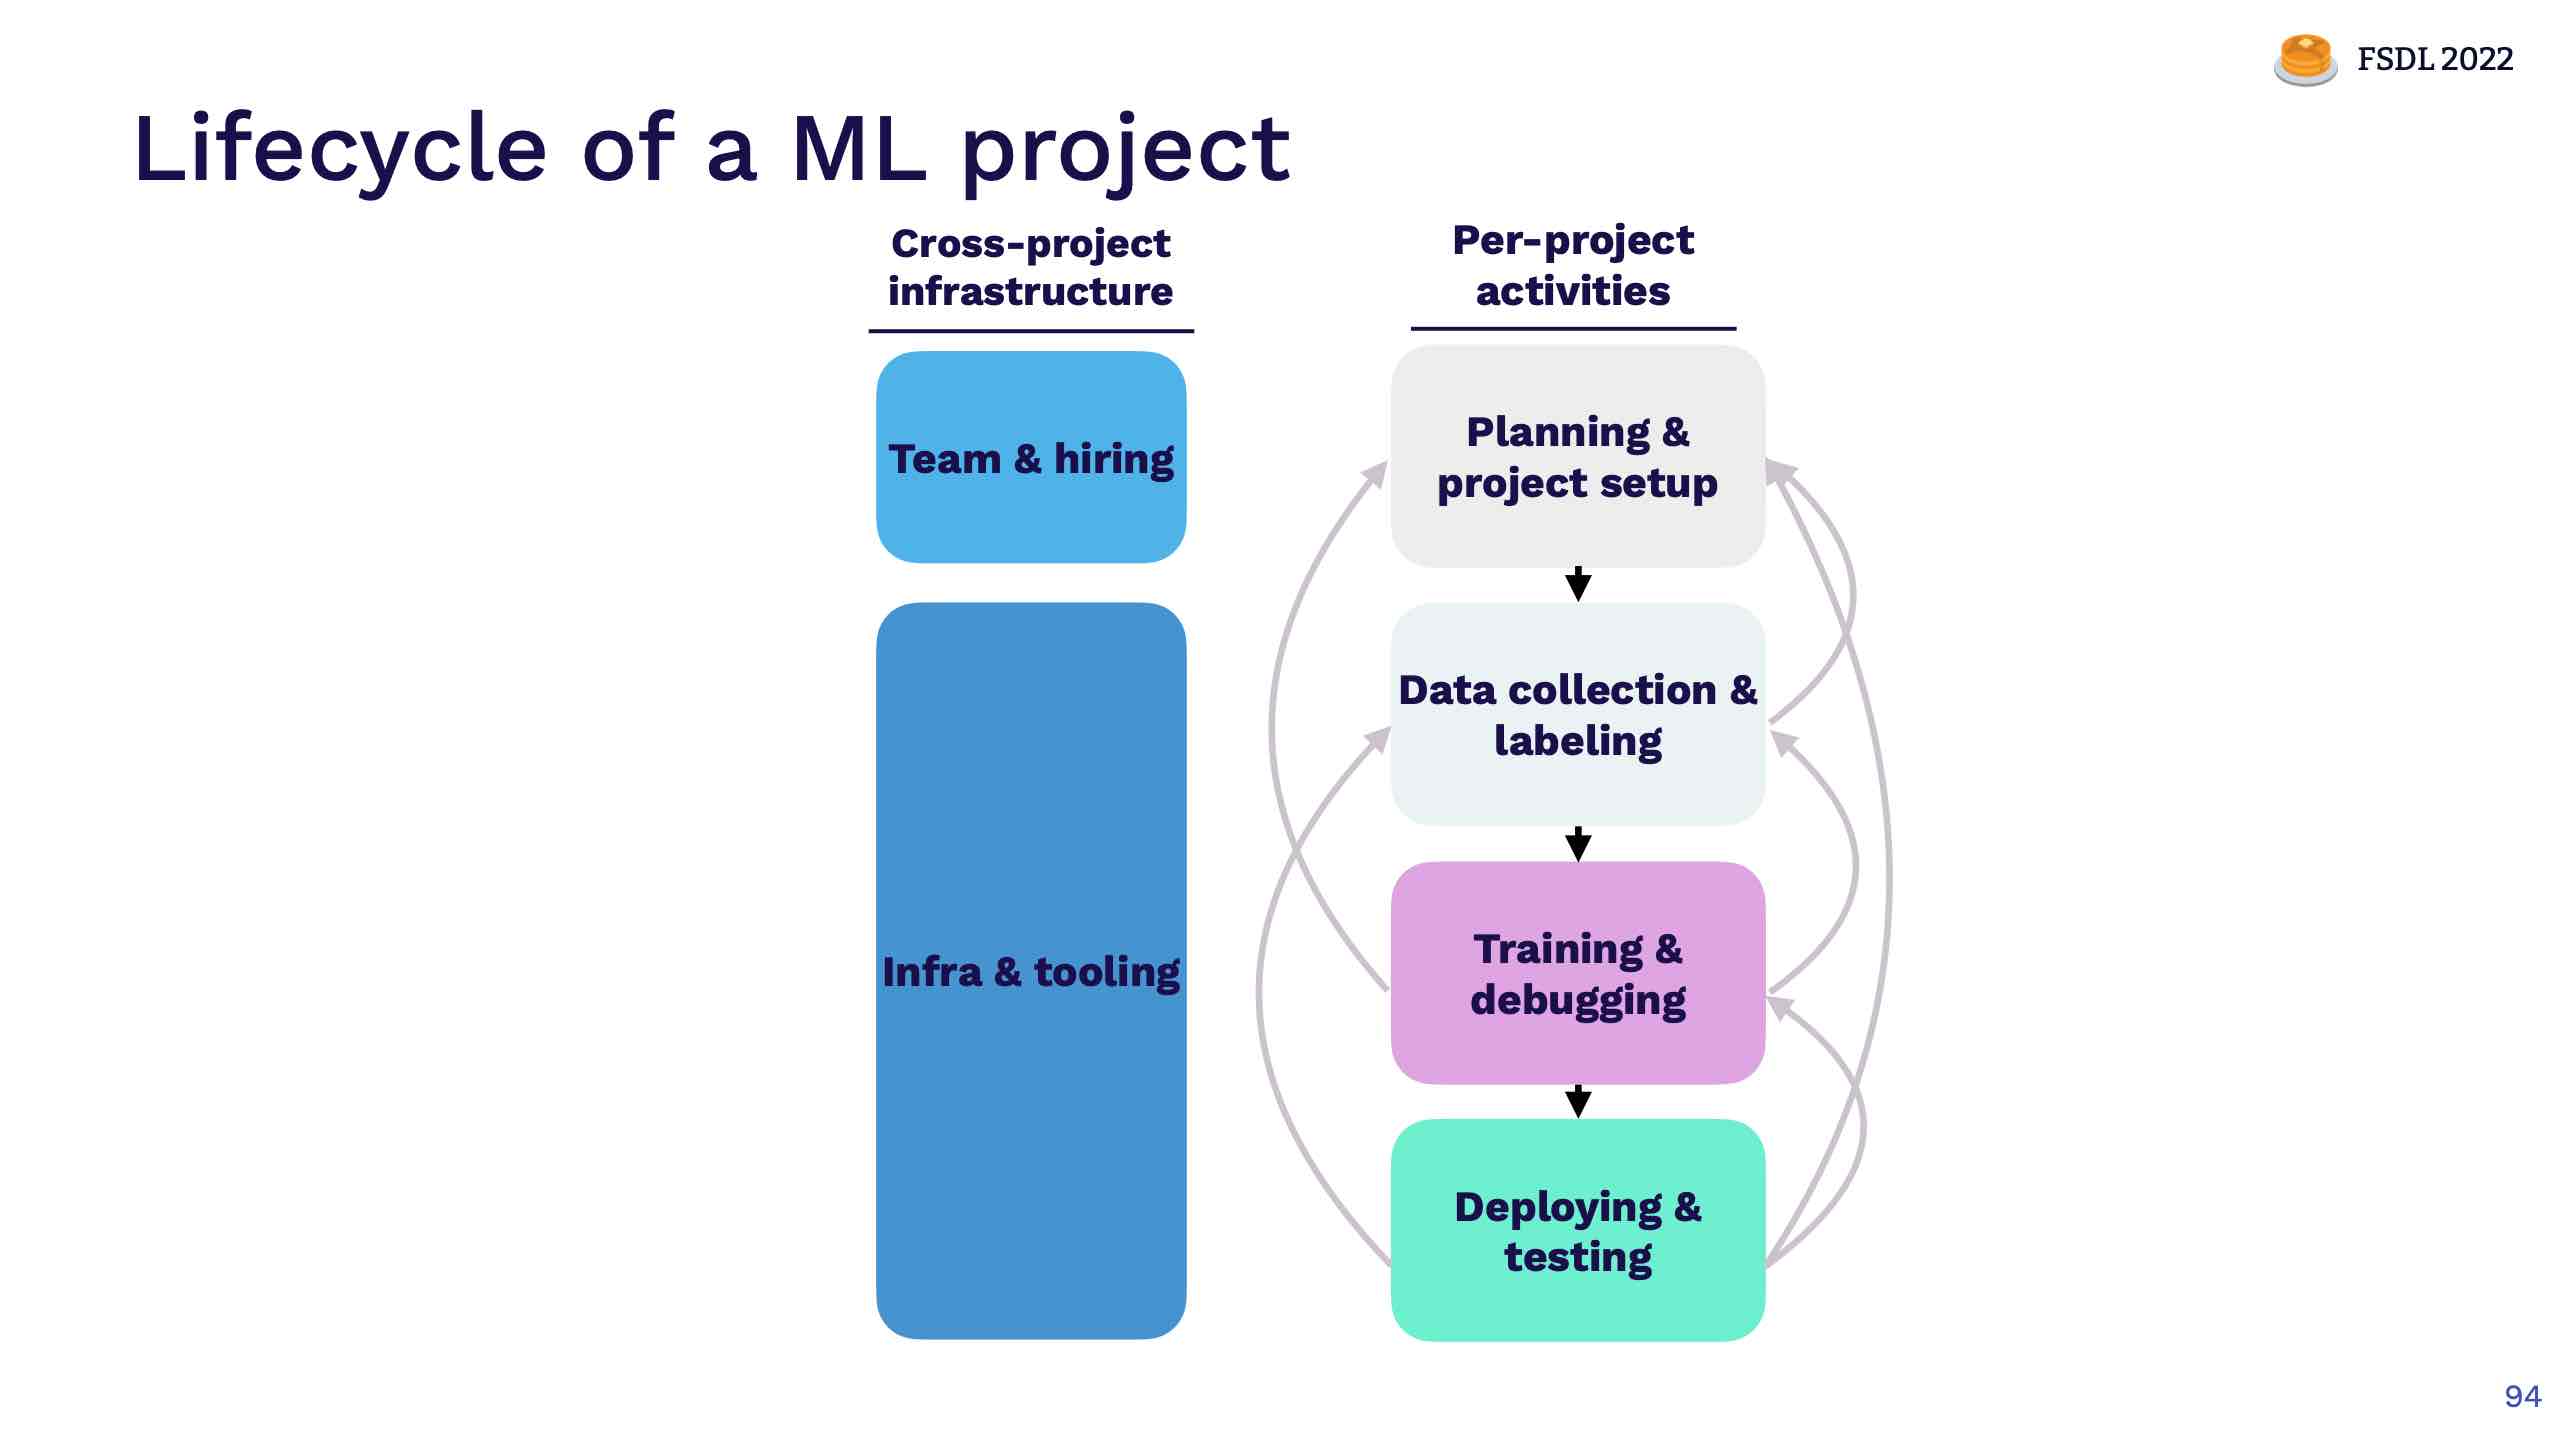 FSDL 2022
Lifecycle of a ML project
Cross-project
infrastructure
Team & hiring
Infra & tooling
Per-project
activities
Planning &
project setup
Data collection &
labeling
Training &
debugging
Deploying &
testing
94